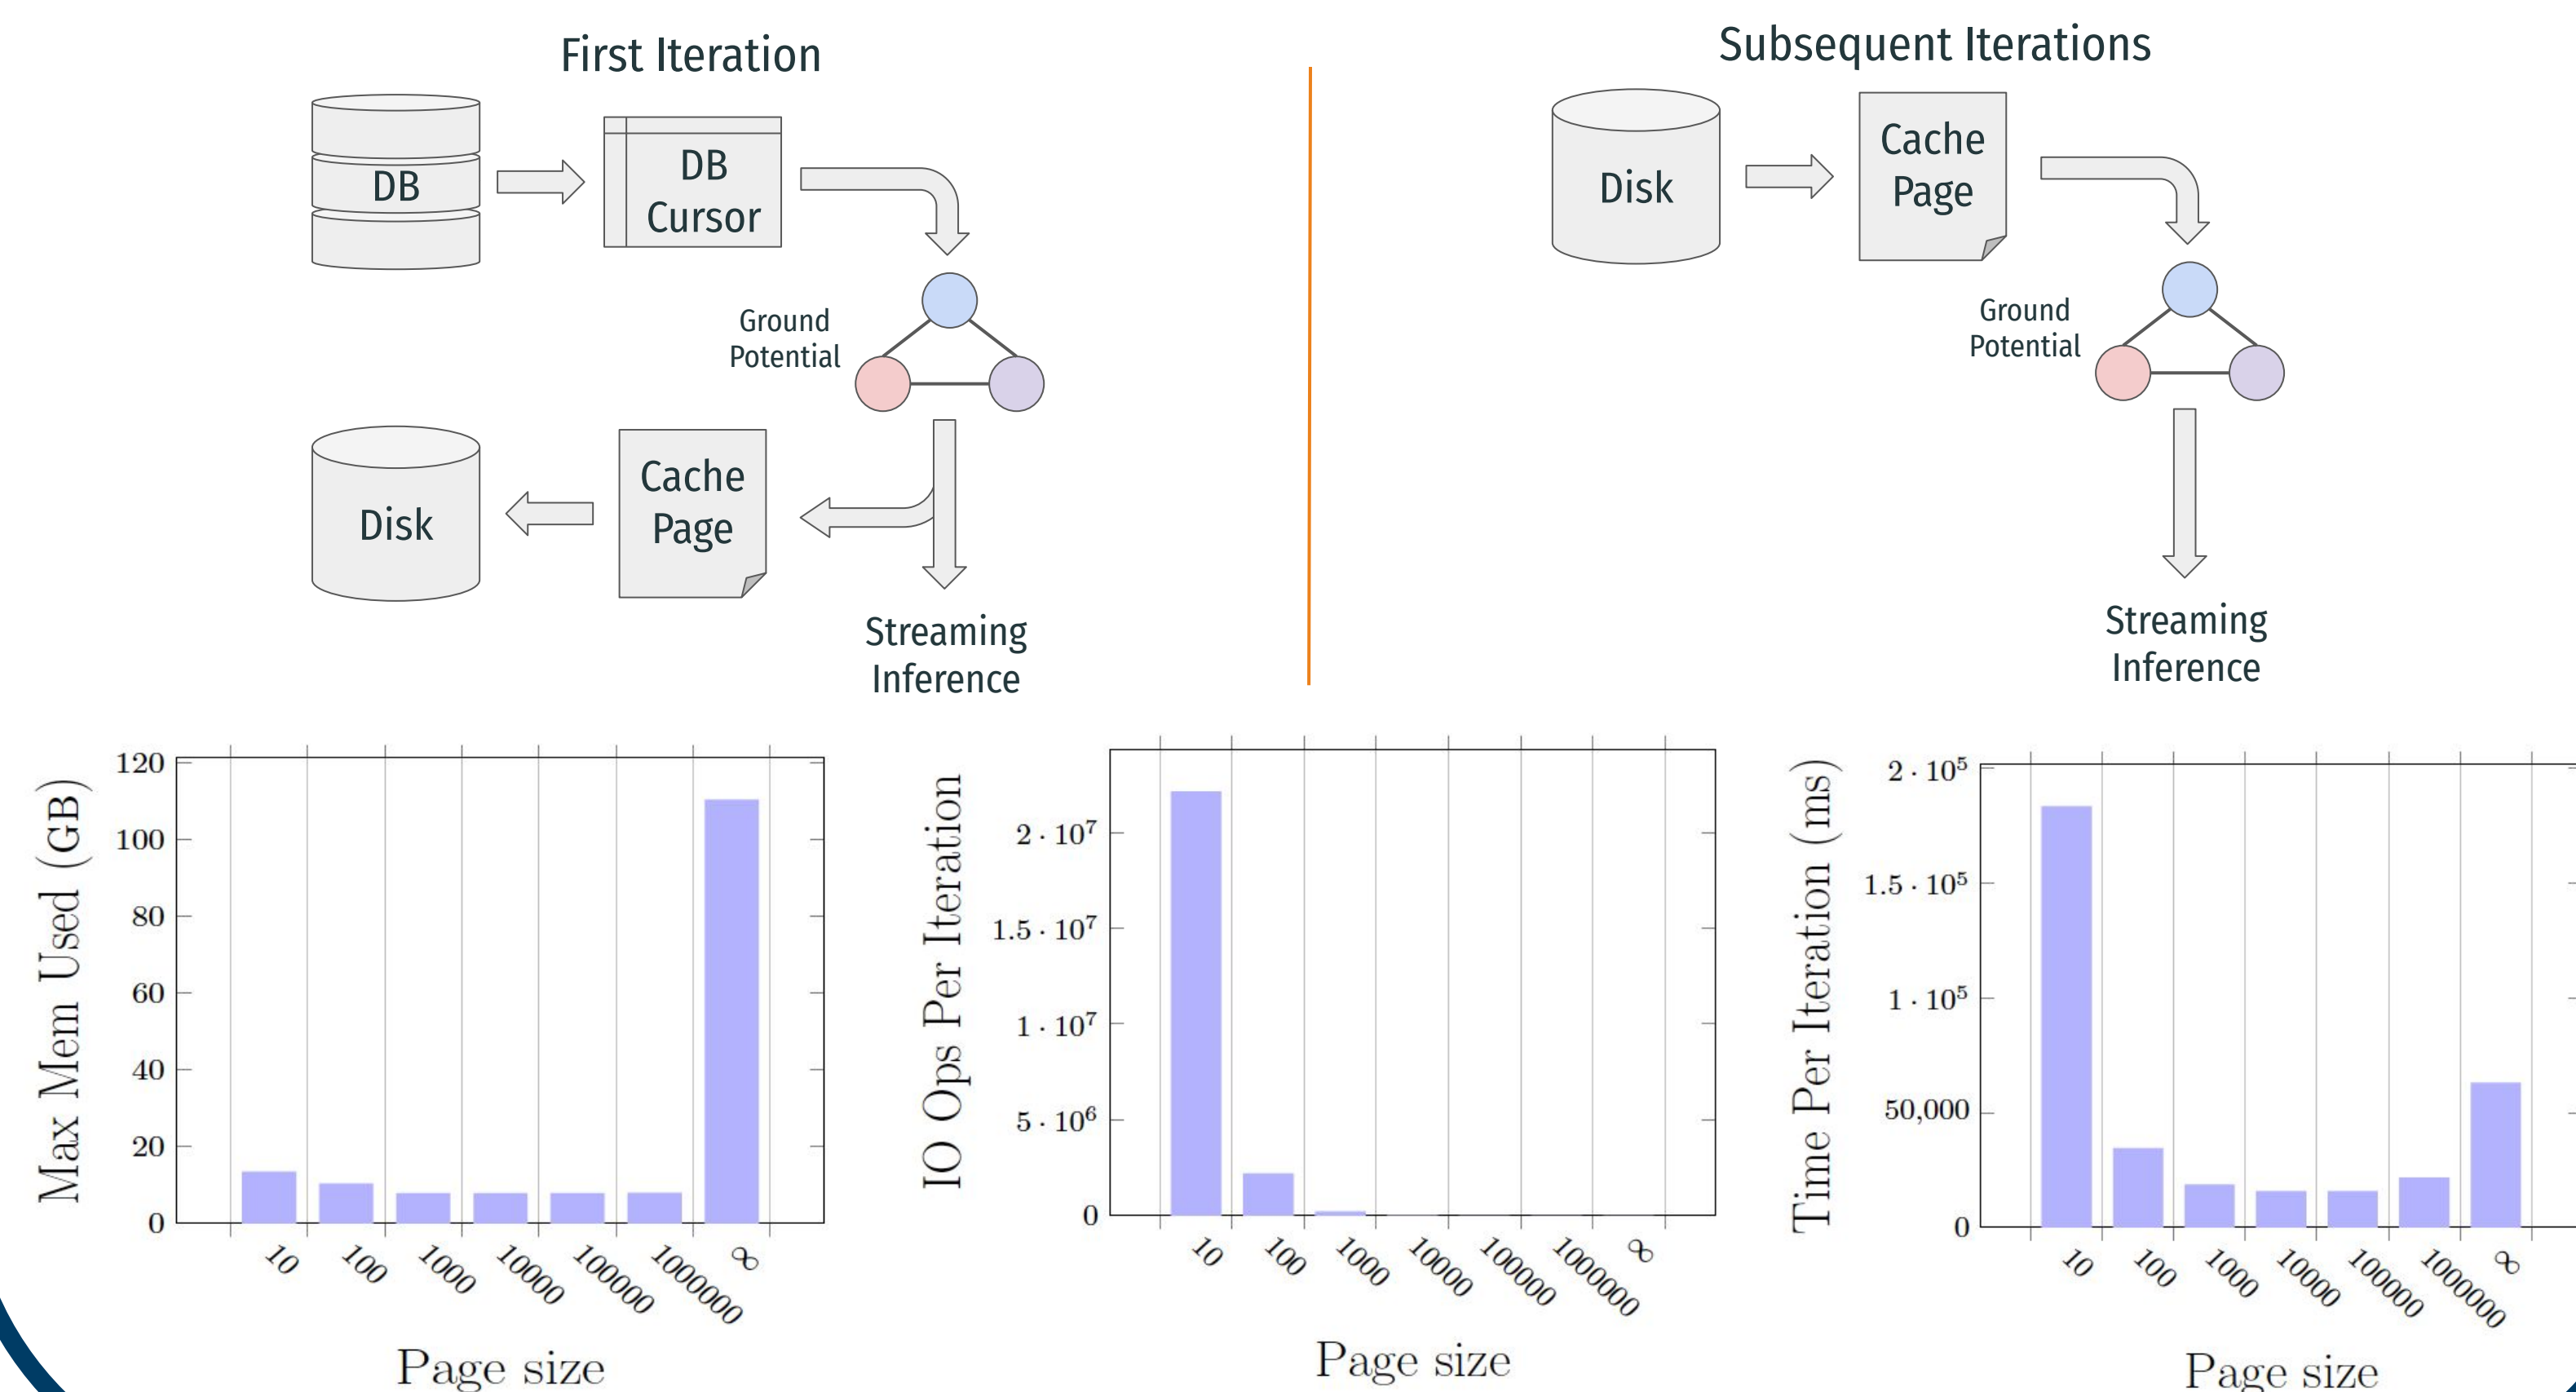 First Iteration
DB
DB
Cursor
Ground
Potential
Disk
Cache
Page
Streaming
Inference
Subsequent Iterations
Disk
Cache
Page
Ground
Potential
Streaming
Inference
Max Mem Used (GB)
120
100
80
60
40
20
0
10
100
1000
10000
100000
1000000
∞
Page size
IO Ops Per Iteration
2 · 10⁷
1.5 · 10⁷
1 · 10⁷
5 · 10⁶
0
10
100
1000
10000
100000
1000000
∞
Page size
Time Per Iteration (ms)
2 · 10⁵
1.5 · 10⁵
1 · 10⁵
50,000
0
10
100
1000
10000
100000
1000000
∞
Page size